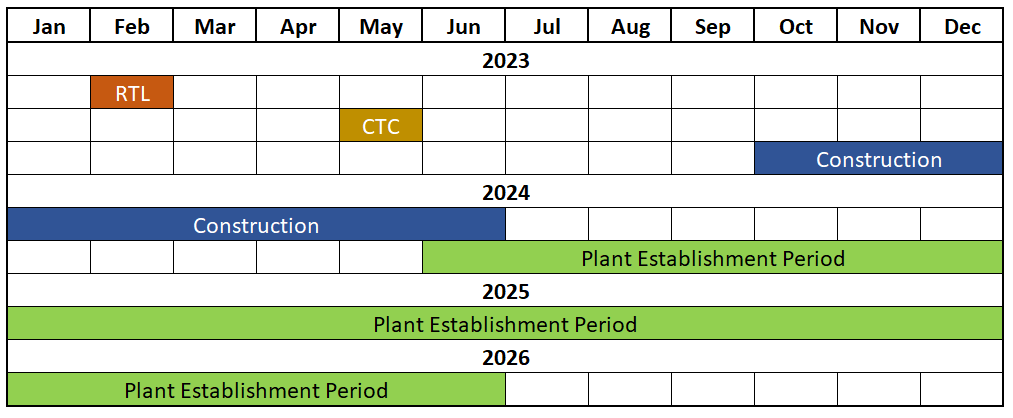 Jan Feb Mar Apr May Jun Jul Aug Sep Oct Nov Dec
2023
RTL
CTC
Construction
2024
Construction
Plant Establishment Period
2025
Plant Establishment Period
2026
Plant Establishment Period